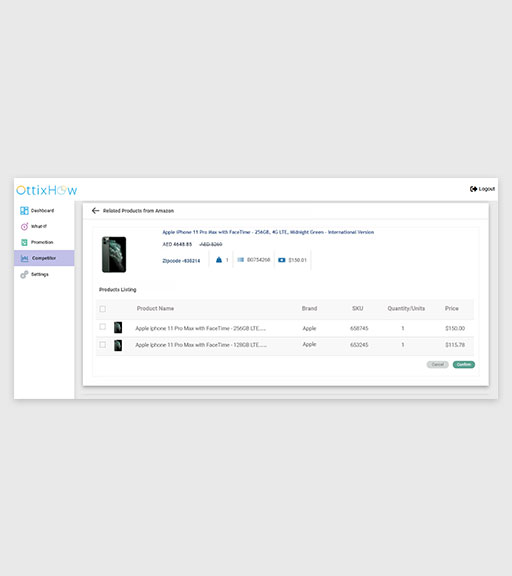 OttixHow
Logout
Dashboard
What-if
Promotion
Competitor
Settings
Related Products from Amazon
Apple iPhone 11 Pro Max with FaceTime - 256GB, 4G LTE, Midnight Green - International Version
AED 4648.85 AED 5260
Zipcode -638214 1 B0754260 $150.01
Products Listing
Product Name Brand SKU Quantity/Units Price
Apple iphone 11 Pro Max with FaceTime - 256GB LTE,.... Apple 658745 1 $150.00
Apple iphone 11 Pro Max with FaceTime - 128GB LTE,.... Apple 653245 1 $115.78
Cancel Confirm